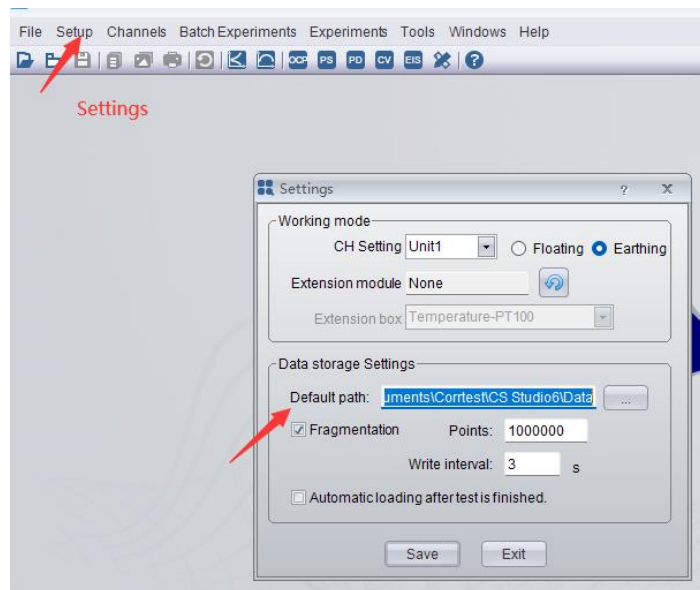 File Setup Channels Batch Experiments Experiments Tools Windows Help
OCP PS PD CV EIS
Settings
Settings
Working mode
CH Setting Unit1 Floating Earthing
Extension module None
Extension box Temperature-PT100
Data storage Settings
Default path: uments\Corrtest\CS Studio6\Data ...
Fragmentation Points: 1000000
Write interval: 3 s
Automatic loading after test is finished.
Save Exit